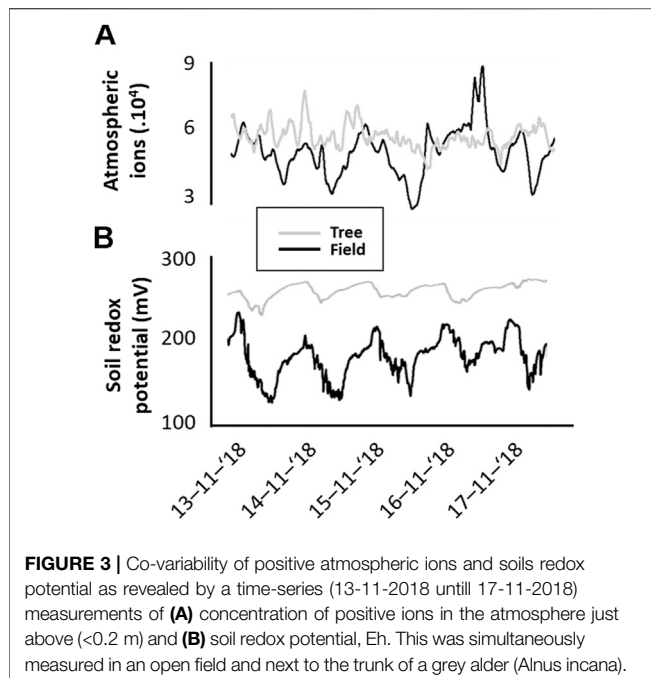 A
Atmospheric
ions (.10⁴)
9
6
3
Tree
Field
B
Soil redox
potential (mV)
300
200
100
13–11–‘18
14–11–‘18
15–11–‘18
16–11–‘18
17–11–‘18
FIGURE 3 | Co-variability of positive atmospheric ions and soils redox
potential as revealed by a time-series (13-11-2018 untill 17-11-2018)
measurements of (A) concentration of positive ions in the atmosphere just
above (<0.2 m) and (B) soil redox potential, Eh. This was simultaneously
measured in an open field and next to the trunk of a grey alder (Alnus incana).